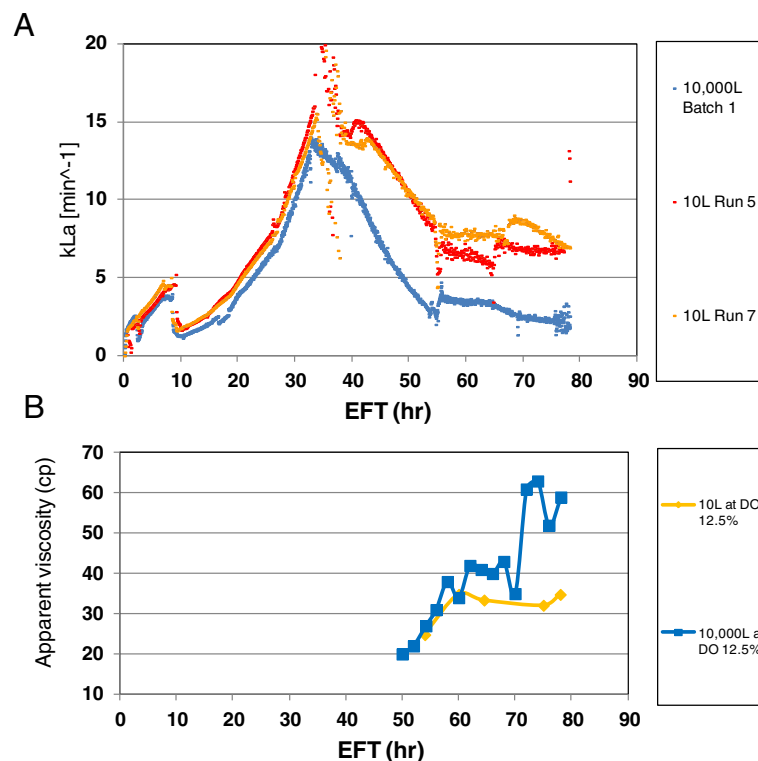 A
20
15
10
5
0
kLa [min^-1]
0 10 20 30 40 50 60 70 80 90
EFT (hr)
10,000L
Batch 1
10L Run 5
10L Run 7
B
70
60
50
40
30
20
10
Apparent viscosity (cp)
0 10 20 30 40 50 60 70 80 90
EFT (hr)
10L at DO
12.5%
10,000L a
DO 12.5%